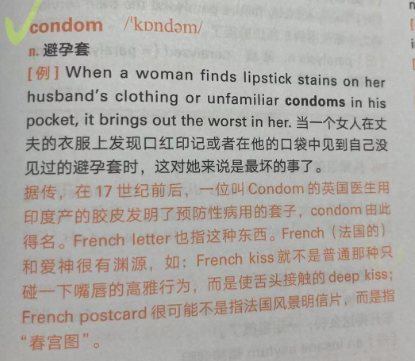 condom /ˈkɒndəm/
n. 避孕套
[例] When a woman finds lipstick stains on her
husband's clothing or unfamiliar condoms in his
pocket, it brings out the worst in her. 当一个女人在丈
夫的衣服上发现口红印记或者在他的口袋中见到自己没
见过的避孕套时，这对她来说是最坏的事了。
据传，在 17 世纪前后，一位叫 Condom 的英国医生用
印度产的胶皮发明了预防性病用的套子，condom 由此
得名。French letter 也指这种东西。French（法国的）
和爱神很有渊源，如：French kiss 就不是普通那种只
碰一下嘴唇的高雅行为，而是使舌头接触的 deep kiss；
French postcard 很可能不是指法国风景明信片，而是指
“春宫图”。